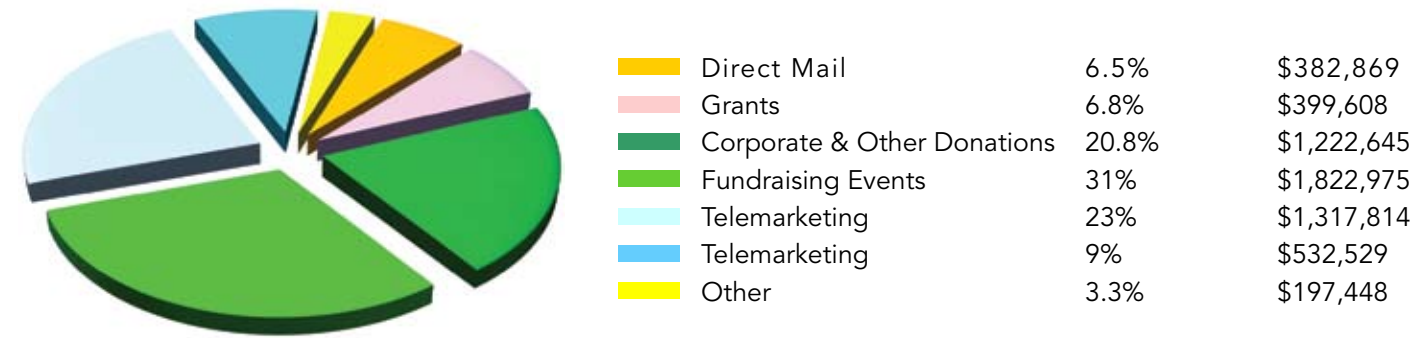 Direct Mail 6.5% $382,869
Grants 6.8% $399,608
Corporate & Other Donations 20.8% $1,222,645
Fundraising Events 31% $1,822,975
Telemarketing 23% $1,317,814
Telemarketing 9% $532,529
Other 3.3% $197,448